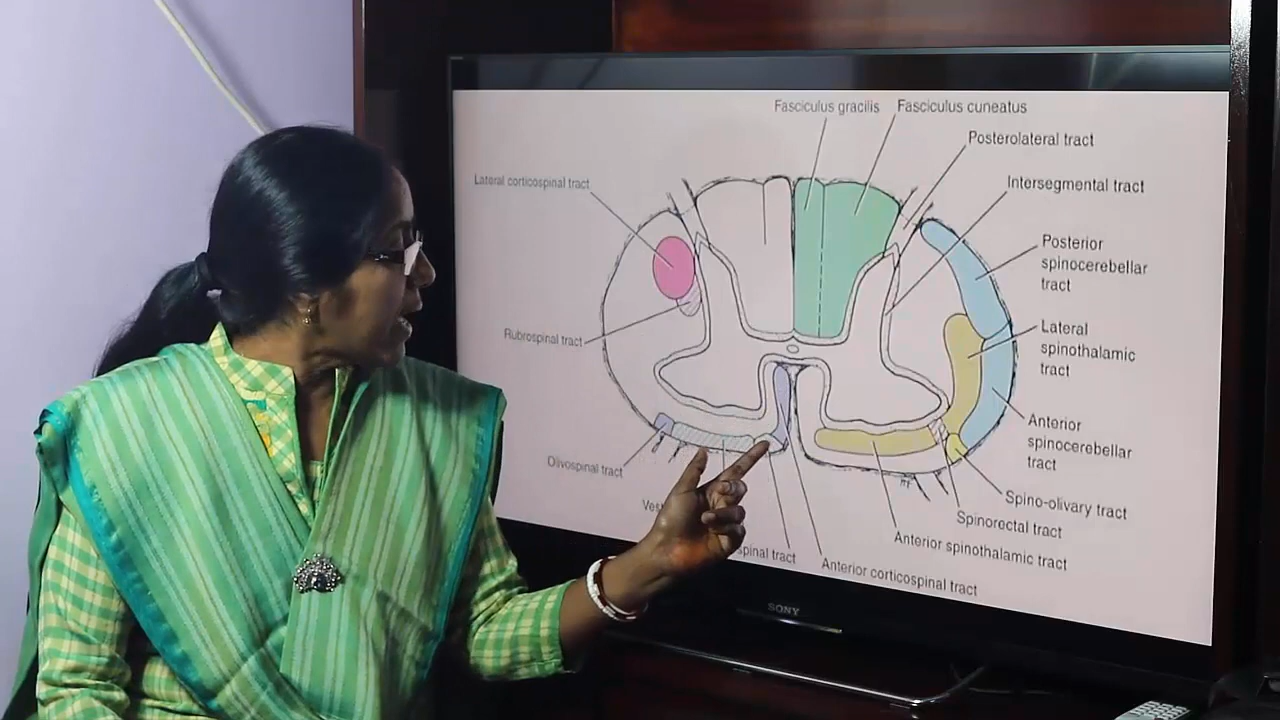 Fasciculus gracilis
Fasciculus cuneatus
Posterolateral tract
Lateral corticospinal tract
Intersegmental tract
Posterior
spinocerebellar
tract
Rubrospinal tract
Lateral
spinothalamic
tract
Anterior
spinocerebellar
tract
Olivospinal tract
Spino-olivary tract
Spinorectal tract
Anterior spinothalamic tract
spinal tract
Anterior corticospinal tract
SONY